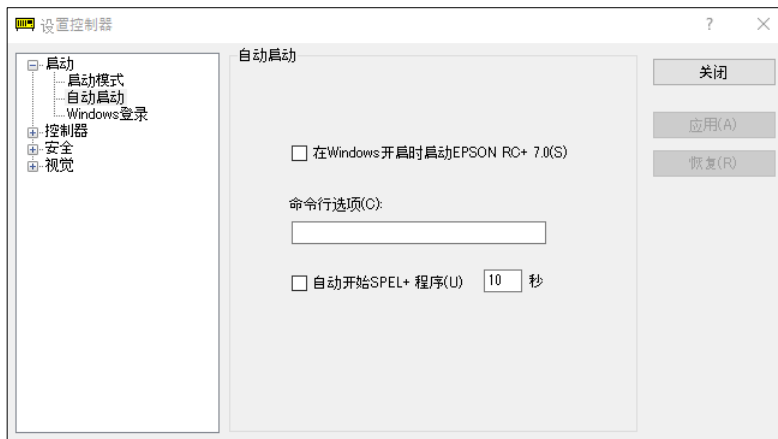 设置控制器
?
启动
启动模式
自动启动
Windows登录
控制器
安全
视觉
自动启动
在Windows开启时启动EPSON RC+ 7.0(S)
命令行选项(C):
自动开始SPEL+ 程序(U) 10 秒
关闭
应用(A)
恢复(R)